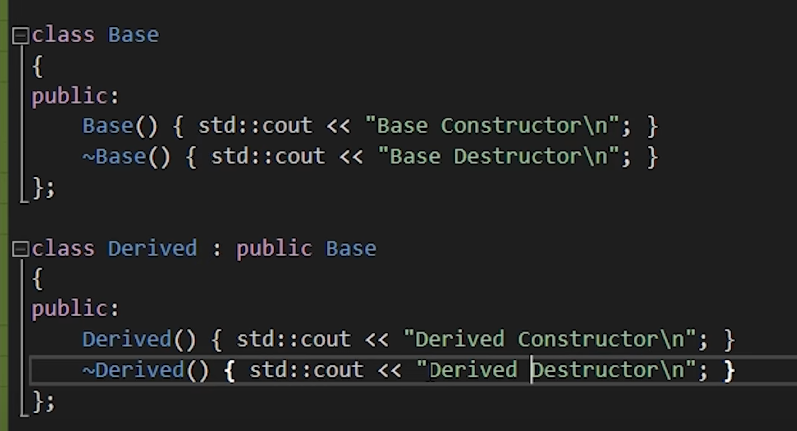 class Base
{
public:
    Base() { std::cout << "Base Constructor\n"; }
    ~Base() { std::cout << "Base Destructor\n"; }
};
class Derived : public Base
{
public:
    Derived() { std::cout << "Derived Constructor\n"; }
    ~Derived() { std::cout << "Derived Destructor\n"; }
};